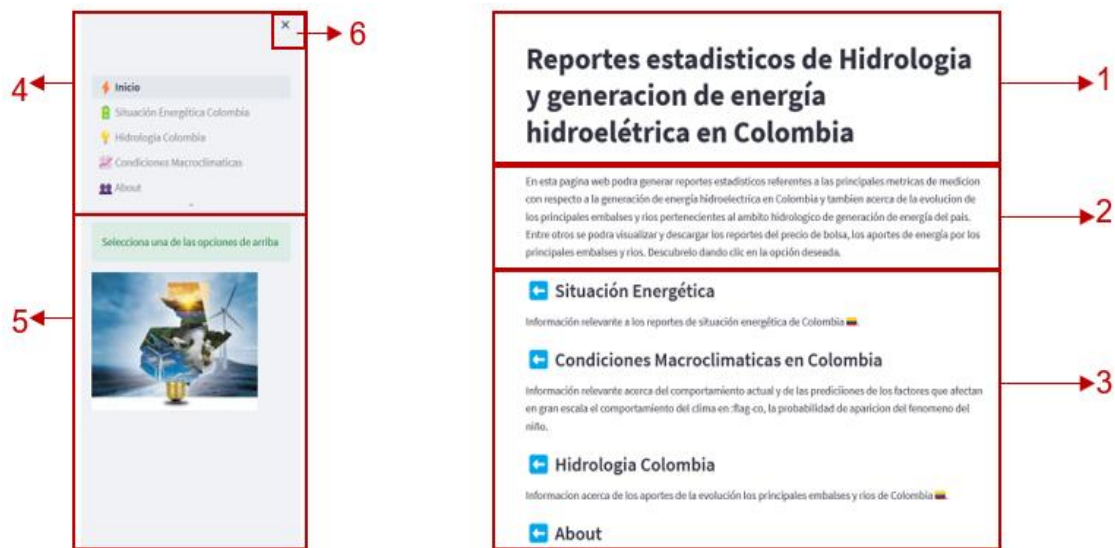 6
4
× 
Inicio
Situación Energética Colombia
Hidrologia Colombia
Condiciones Macroclimaticas
About
5
Selecciona una de las opciones de arriba
1
Reportes estadisticos de Hidrologia
y generacion de energía
hidroelétrica en Colombia
2
En esta pagina web podra generar reportes estadisticos referentes a las principales metricas de medicion
con respecto a la generación de energía hidroelectrica en Colombia y tambien acerca de la evolucion de
los principales embalses y rios pertenecientes al ambito hidrologico de generación de energía del pais.
Entre otros se podra visualizar y descargar los reportes del precio de bolsa, los aportes de energía por los
principales embalses y rios. Descubrelo dando clic en la opción deseada.
3
Situación Energética
Información relevante a los reportes de situación energética de Colombia 🇨🇴.
Condiciones Macroclimaticas en Colombia
Información relevante acerca del comportamiento actual y de las prediciiones de los factores que afectan
en gran escala el comportamiento del clima en :flag-co, la probabilidad de aparicion del fenomeno del
niño.
Hidrologia Colombia
Informacion acerca de los aportes de la evolución los principales embalses y rios de Colombia 🇨🇴.
About